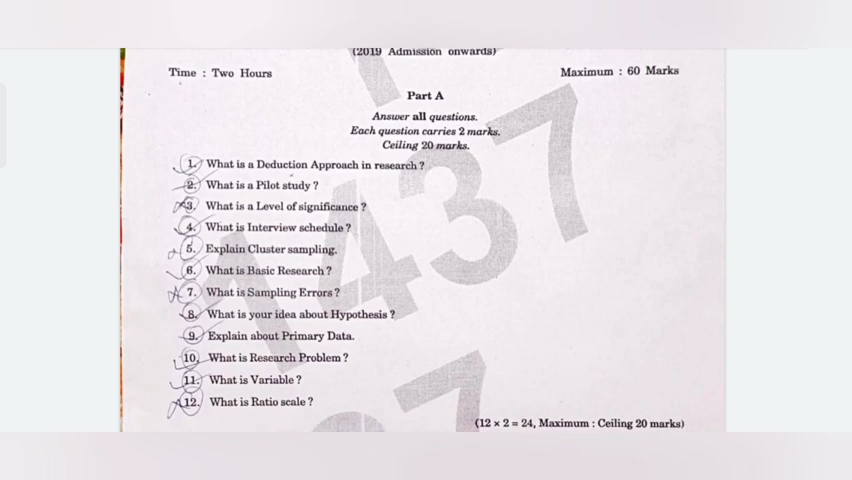 (2019 Admission onwards)
Time : Two Hours
Maximum : 60 Marks
Part A
Answer all questions.
Each question carries 2 marks.
Ceiling 20 marks.
1. What is a Deduction Approach in research ?
2. What is a Pilot study ?
3. What is a Level of significance ?
4. What is Interview schedule ?
5. Explain Cluster sampling.
6. What is Basic Research ?
7. What is Sampling Errors ?
8. What is your idea about Hypothesis ?
9. Explain about Primary Data.
10. What is Research Problem ?
11. What is Variable ?
12. What is Ratio scale ?
(12 × 2 = 24, Maximum : Ceiling 20 marks)
1437